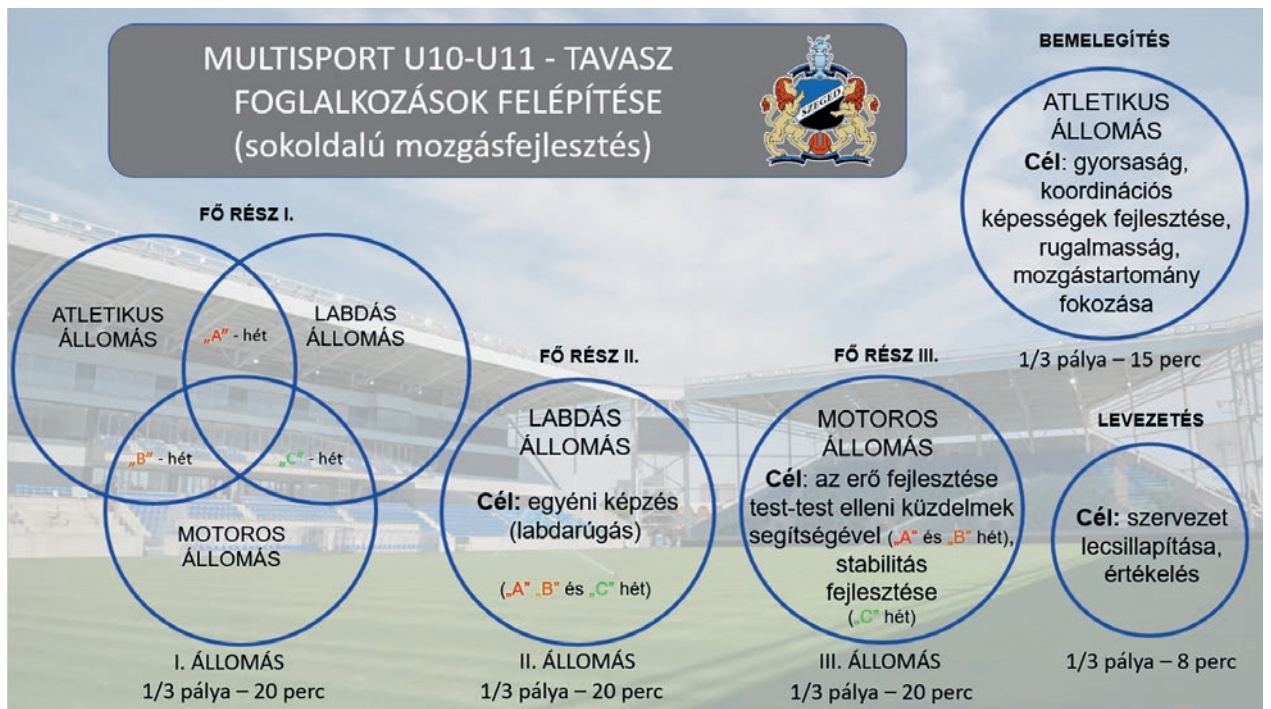 MULTISPORT U10-U11 - TAVASZ
FOGLALKOZÁSOK FELÉPÍTÉSE
(sokoldalú mozgásfejlesztés)
SZEGED
BEMELEGÍTÉS
ATLETIKUS
ÁLLOMÁS
Cél: gyorsaság,
koordinációs
képességek fejlesztése,
rugalmasság,
mozgástartomány
fokozása
1/3 pálya – 15 perc
FŐ RÉSZ I.
ATLETIKUS
ÁLLOMÁS
„A” - hét
LABDÁS
ÁLLOMÁS
„B” - hét
„C” - hét
MOTOROS
ÁLLOMÁS
I. ÁLLOMÁS
1/3 pálya – 20 perc
FŐ RÉSZ II.
LABDÁS
ÁLLOMÁS
Cél: egyéni képzés
(labdarúgás)
(„A” „B” és „C” hét)
II. ÁLLOMÁS
1/3 pálya – 20 perc
FŐ RÉSZ III.
MOTOROS
ÁLLOMÁS
Cél: az erő fejlesztése
test-test elleni küzdelmek
segítségével („A” és „B” hét),
stabilitás
fejlesztése
(„C” hét)
III. ÁLLOMÁS
1/3 pálya – 20 perc
LEVEZETÉS
Cél: szervezet
lecsillapítása,
értékelés
1/3 pálya – 8 perc